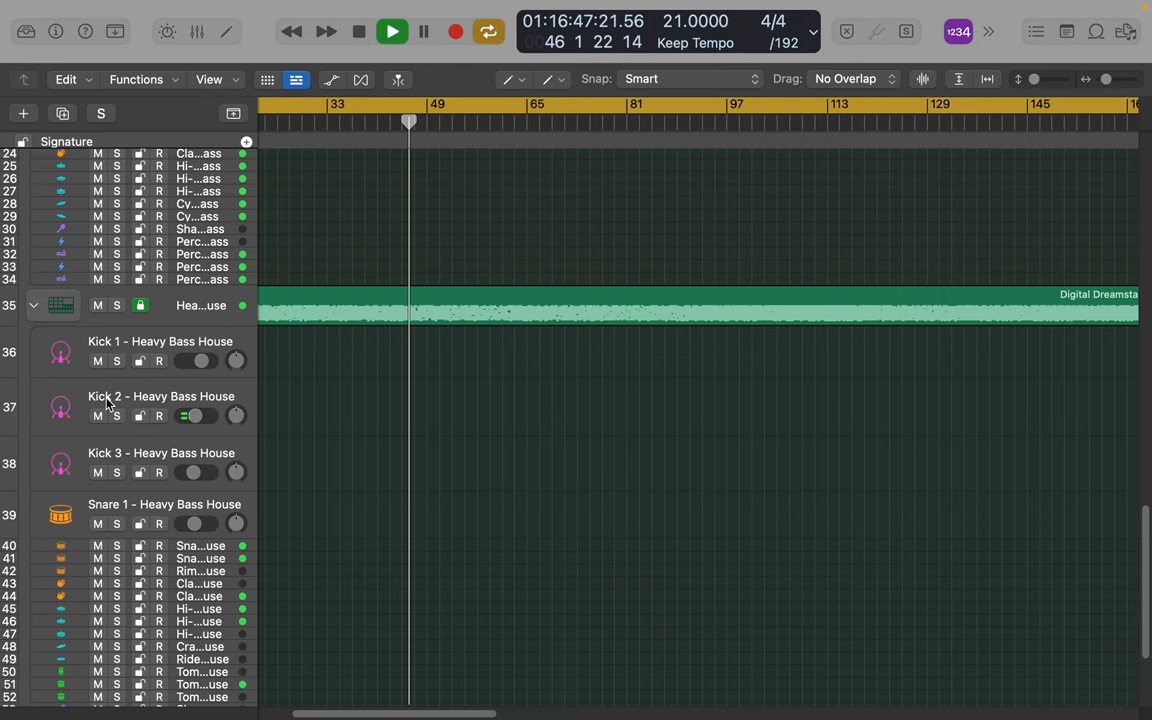 01:16:47:21.56 21.0000 4/4
0046 1 22 14 Keep Tempo /192
S
1234
Edit Functions View Snap: Smart Drag: No Overlap
S
33 49 65 81 97 113 129 145 16
Signature
24 M S R Cla...ass
25 M S R Hi-...ass
26 M S R Hi-...ass
27 M S R Hi-...ass
28 M S R Cy...ass
29 M S R Cy...ass
30 M S R Sha...ass
31 M S R Perc...ass
32 M S R Perc...ass
33 M S R Perc...ass
34 M S R Perc...ass
35 M S Hea...use
Digital Dreamsta
Kick 1 - Heavy Bass House
36 M S R
Kick 2 - Heavy Bass House
37 M S R
Kick 3 - Heavy Bass House
38 M S R
Snare 1 - Heavy Bass House
39 M S R
40 M S R Sna...use
41 M S R Sna...use
42 M S R Rim...use
43 M S R Cla...use
44 M S R Cla...use
45 M S R Hi-...use
46 M S R Hi-...use
47 M S R Hi-...use
48 M S R Cra...use
49 M S R Ride...use
50 M S R Tom...use
51 M S R Tom...use
52 M S R Tom...use